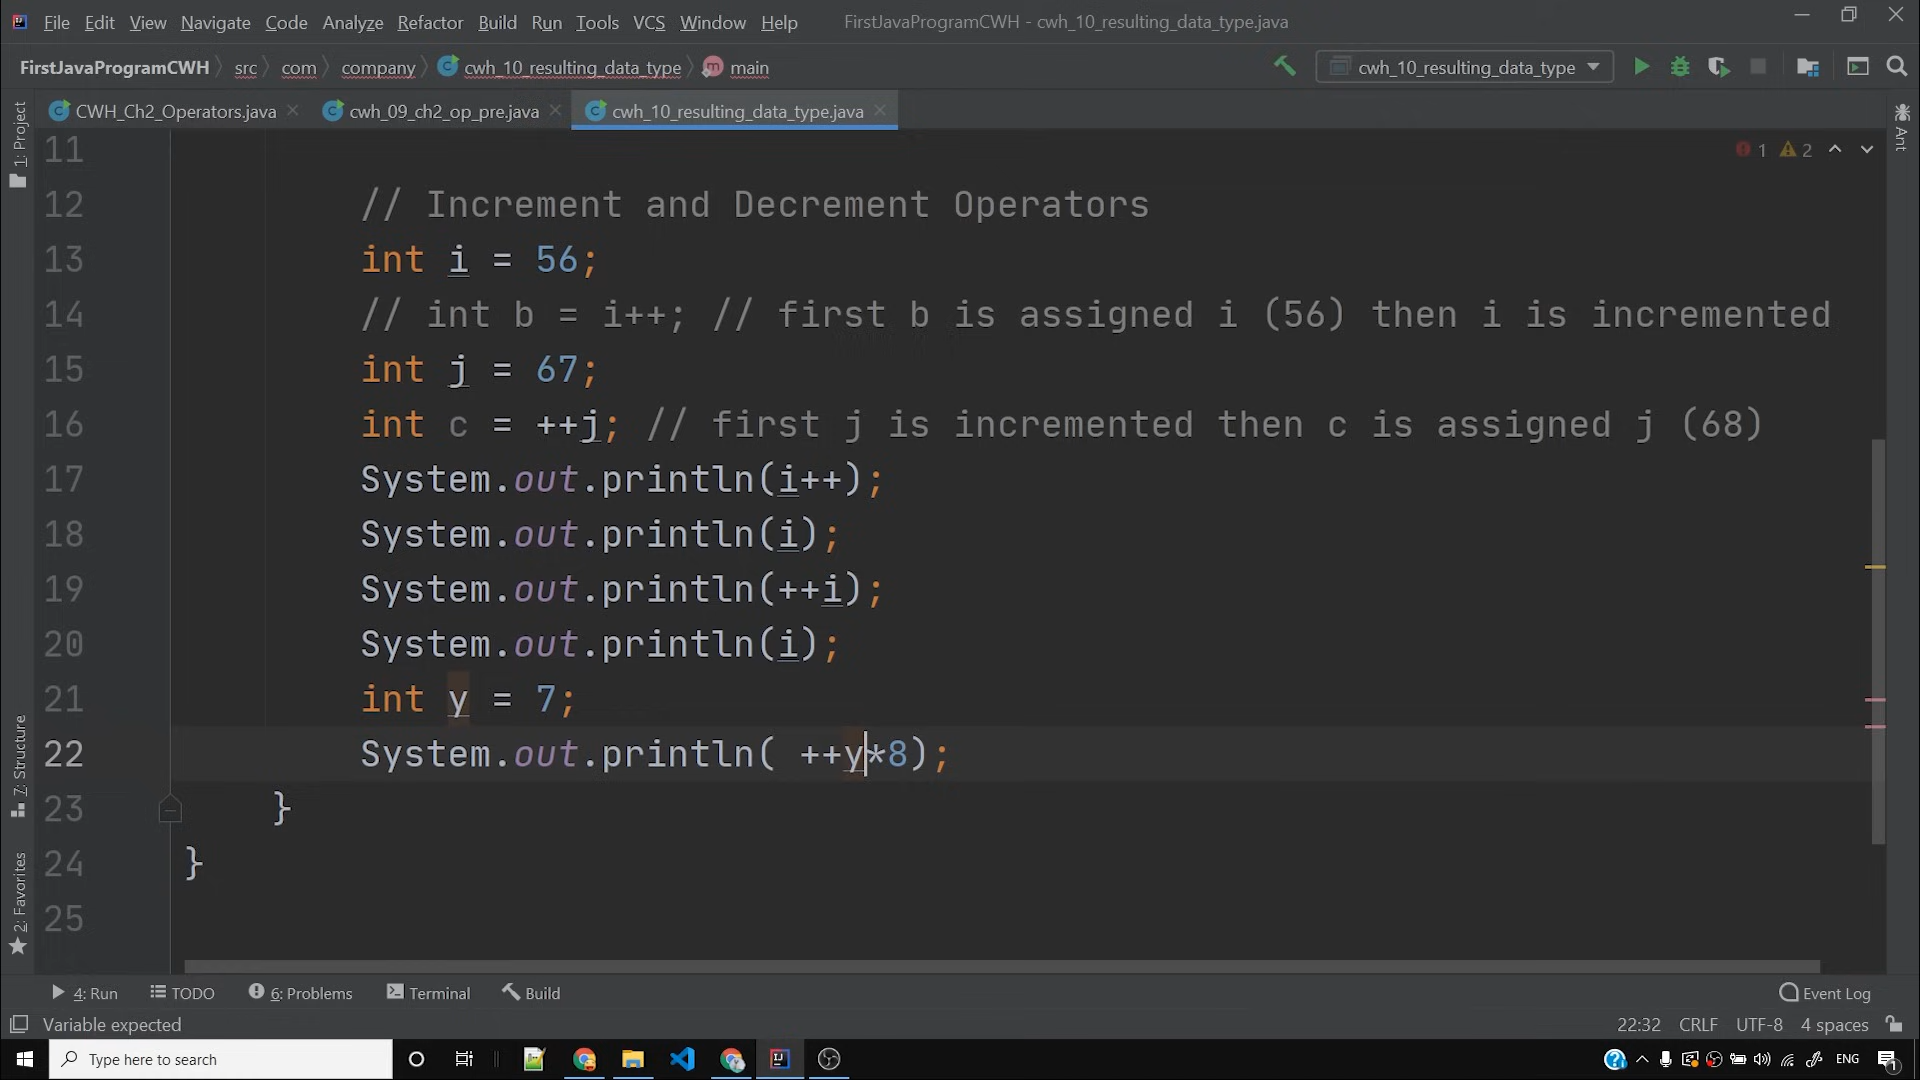 File Edit View Navigate Code Analyze Refactor Build Run Tools VCS Window Help FirstJavaProgramCWH - cwh_10_resulting_data_type.java
FirstJavaProgramCWH src com company cwh_10_resulting_data_type main cwh_10_resulting_data_type
CWH_Ch2_Operators.java cwh_09_ch2_op_pre.java cwh_10_resulting_data_type.java
1: Project
Ant
1 2
11
12 // Increment and Decrement Operators
13 int i = 56;
14 // int b = i++; // first b is assigned i (56) then i is incremented
15 int j = 67;
16 int c = ++j; // first j is incremented then c is assigned j (68)
17 System.out.println(i++);
18 System.out.println(i);
19 System.out.println(++i);
20 System.out.println(i);
21 int y = 7;
22 System.out.println( ++y*8);
23 }
24 }
25
7: Structure
2: Favorites
4: Run TODO 6: Problems Terminal Build Event Log
Variable expected 22:32 CRLF UTF-8 4 spaces
Type here to search ENG 1